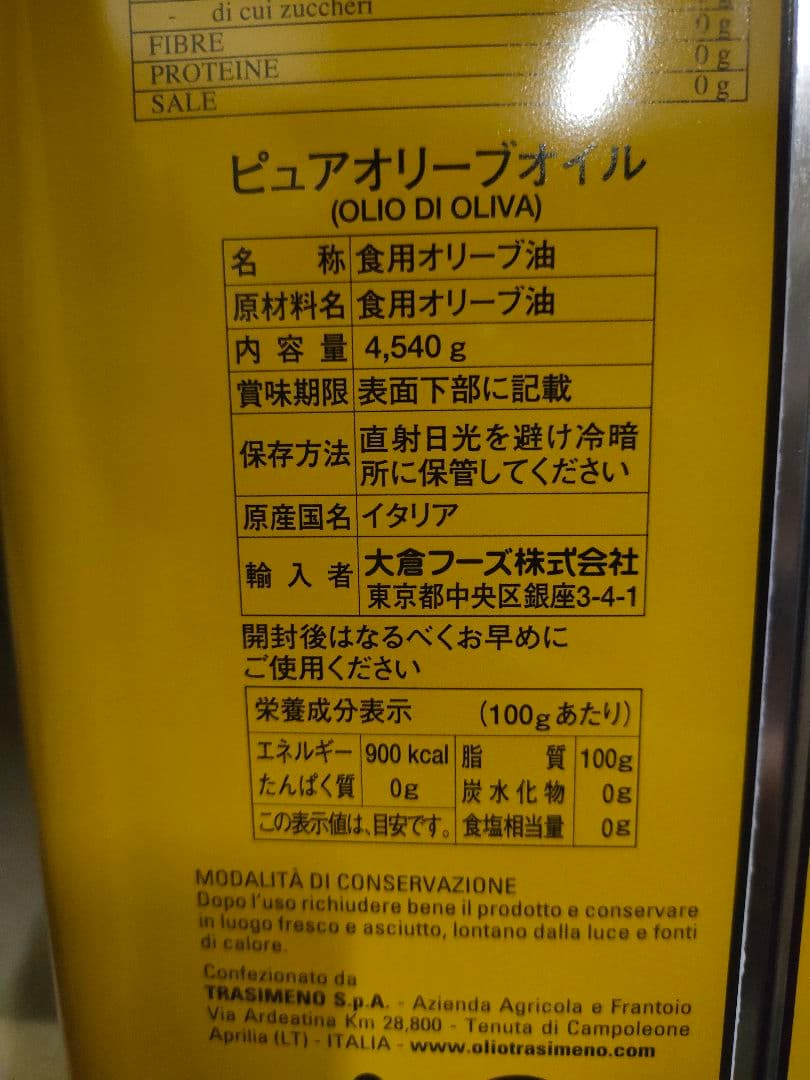 - di cui zuccheri 0 g
FIBRE 0 g
PROTEINE 0 g
SALE 0 g
ピュアオリーブオイル
(OLIO DI OLIVA)
名 称 食用オリーブ油
原材料名 食用オリーブ油
内容量 4,540 g
賞味期限 表面下部に記載
保存方法 直射日光を避け冷暗
所に保管してください
原産国名 イタリア
輸入者 大倉フーズ株式会社
東京都中央区銀座3-4-1
開封後はなるべくお早めに
ご使用ください
栄養成分表示 (100gあたり)
エネルギー 900 kcal 脂 質 100g
たんぱく質 0g 炭水化物 0g
この表示値は、目安です。 食塩相当量 0g
MODALITÀ DI CONSERVAZIONE
Dopo l'uso richiudere bene il prodotto e conservare
in luogo fresco e asciutto, lontano dalla luce e fonti
di calore.
Confezionato da
TRASIMENO S.p.A. - Azienda Agricola e Frantoio
Via Ardeatina Km 28,800 - Tenuta di Campoleone
Aprilia (LT) - ITALIA - www.oliotrasimeno.com